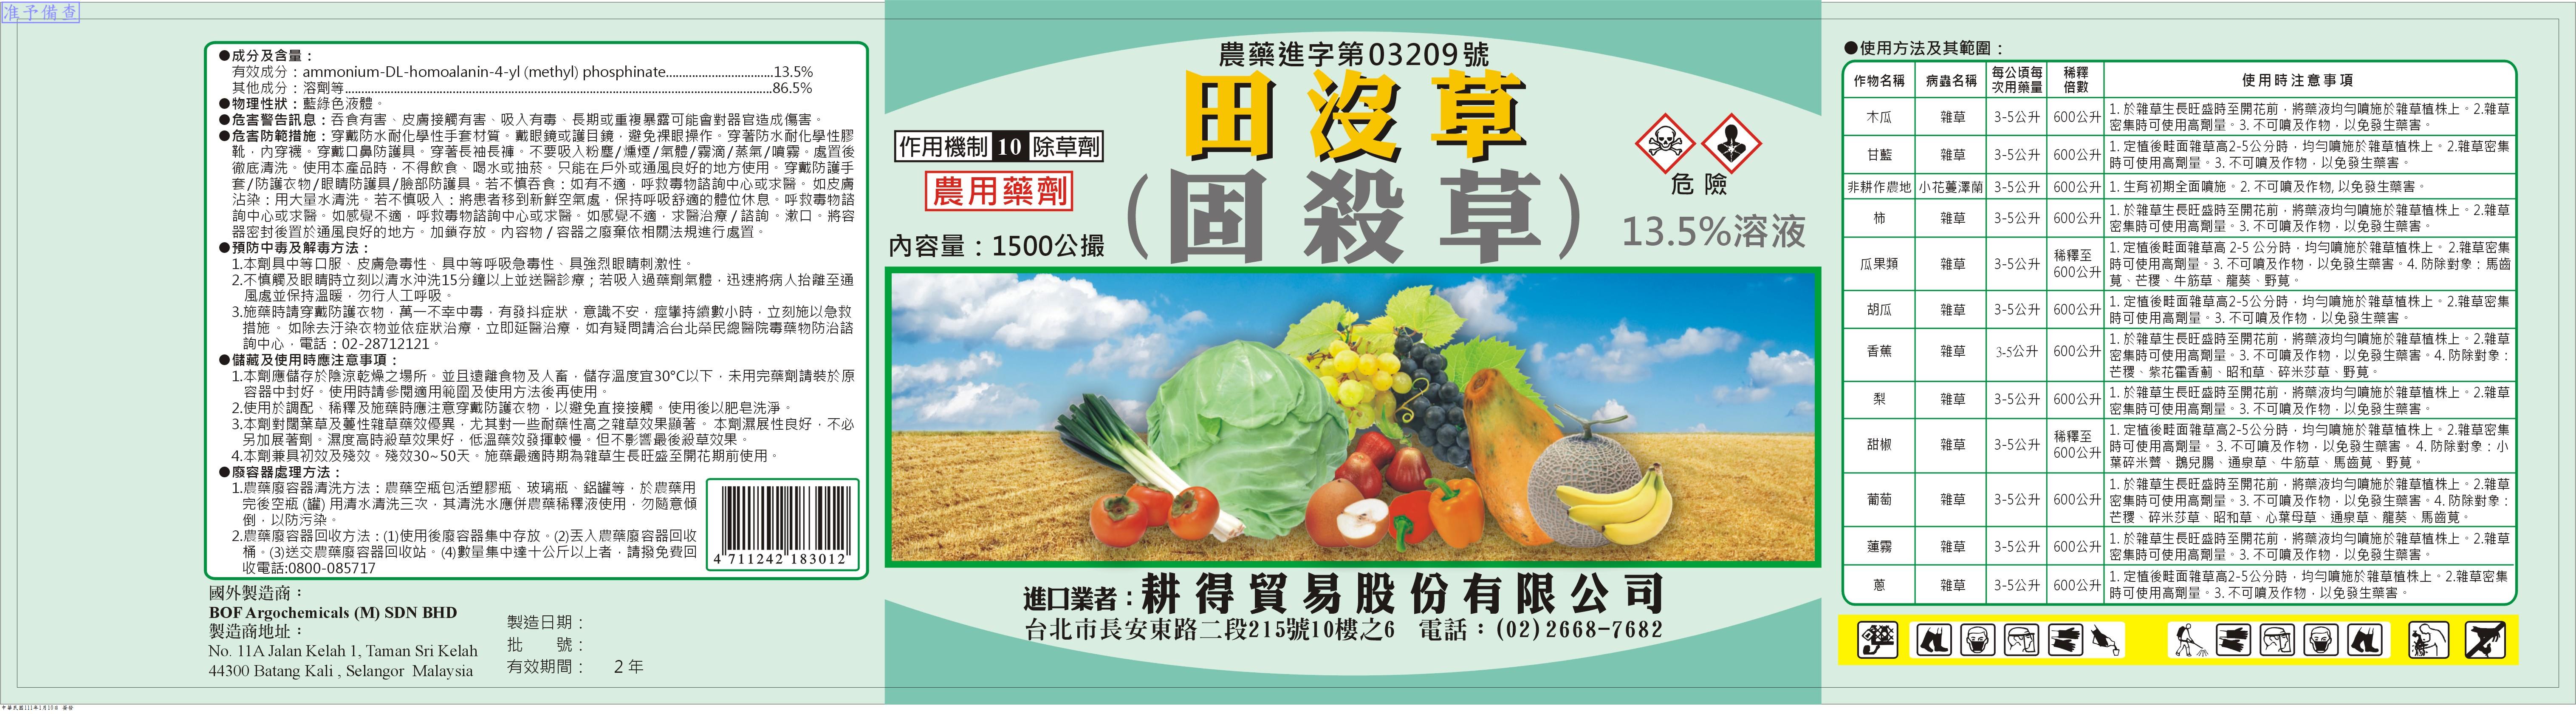 准予備查
●成分及含量：
有效成分：ammonium-DL-homoalanin-4-yl (methyl) phosphinate...............................13.5%
其他成分：溶劑等............................................................................................................................86.5%
●物理性狀：藍綠色液體。
●危害警告訊息：吞食有害、皮膚接觸有害、吸入有毒、長期或重複暴露可能會對器官造成傷害。
●危害防範措施：穿戴防水耐化學性手套材質。戴眼鏡或護目鏡，避免裸眼操作。穿著防水耐化學性膠
靴，內穿襪。穿戴口鼻防護具。穿著長袖長褲。不要吸入粉塵/燻煙/氣體/霧滴/蒸氣/噴霧。處置後
徹底清洗。使用本產品時，不得飲食、喝水或抽菸。只能在戶外或通風良好的地方使用。穿戴防護手
套/防護衣物/眼睛防護具/臉部防護具。若不慎吞食：如有不適，呼救毒物諮詢中心或求醫。如皮膚
沾染：用大量水清洗。若不慎吸入：將患者移到新鮮空氣處，保持呼吸舒適的體位休息。呼救毒物諮
詢中心或求醫。如感覺不適，呼救毒物諮詢中心或求醫。如感覺不適，求醫治療/諮詢。漱口。將容
器密封後置於通風良好的地方。加鎖存放。內容物/容器之廢棄依相關法規進行處置。
●預防中毒及解毒方法：
1.本劑具中等口服、皮膚急毒性、具中等呼吸急毒性、具強烈眼睛刺激性。
2.不慎觸及眼睛時立刻以清水沖洗15分鐘以上並送醫診療；若吸入過藥劑氣體，迅速將病人抬離至通
風處並保持溫暖，勿行人工呼吸。
3.施藥時請穿戴防護衣物，萬一不幸中毒，有發抖症狀，意識不安，痙攣持續數小時，立刻施以急救
措施。如除去汙染衣物並依症狀治療，立即延醫治療，如有疑問請洽台北榮民總醫院毒藥物防治諮
詢中心，電話：02-28712121。
●儲藏及使用時應注意事項：
1.本劑應儲存於陰涼乾燥之場所。並且遠離食物及人畜，儲存溫度宜30°C以下，未用完藥劑請裝於原
容器中封好。使用時請參閱適用範圍及使用方法後再使用。
2.使用於調配、稀釋及施藥時應注意穿戴防護衣物，以避免直接接觸。使用後以肥皂洗淨。
3.本劑對闊葉草及蔓性雜草藥效優異，尤其對一些耐藥性高之雜草效果顯著。本劑濕展性良好，不必
另加展著劑。濕度高時殺草效果好，低溫藥效發揮較慢。但不影響最後殺草效果。
4.本劑兼具初效及殘效。殘效30~50天。施藥最適時期為雜草生長旺盛至開花期前使用。
●廢容器處理方法：
1.農藥廢容器清洗方法：農藥空瓶包活塑膠瓶、玻璃瓶、鋁罐等，於農藥用
完後空瓶(罐)用清水清洗三次，其清洗水應併農藥稀釋液使用，勿隨意傾
倒，以防污染。
2.農藥廢容器回收方法：(1)使用後廢容器集中存放。(2)丟入農藥廢容器回收
桶。(3)送交農藥廢容器回收站。(4)數量集中達十公斤以上者，請撥免費回
收電話:0800-085717
4 711242 183012
國外製造商：
BOF Argochemicals (M) SDN BHD
製造商地址：
No. 11A Jalan Kelah 1, Taman Sri Kelah
44300 Batang Kali , Selangor Malaysia
製造日期：
批　　號：
有效期間：　2年
中華民國111年1月10日 簽發
農藥進字第03209號
田沒草
(固殺草)
作用機制 10 除草劑
農用藥劑
內容量：1500公撮
危險
13.5%溶液
進口業者：耕得貿易股份有限公司
台北市長安東路二段215號10樓之6　電話：(02)2668-7682
●使用方法及其範圍：
作物名稱 病蟲名稱 每公頃每次用藥量 稀釋倍數 使用時注意事項
木瓜 雜草 3-5公升 600公升 1. 於雜草生長旺盛時至開花前，將藥液均勻噴施於雜草植株上。2.雜草
密集時可使用高劑量。3. 不可噴及作物，以免發生藥害。
甘藍 雜草 3-5公升 600公升 1. 定植後畦面雜草高2-5公分時，均勻噴施於雜草植株上。2.雜草密集
時可使用高劑量。3. 不可噴及作物，以免發生藥害。
非耕作農地 小花蔓澤蘭 3-5公升 600公升 1. 生育初期全面噴施。2. 不可噴及作物, 以免發生藥害。
柿 雜草 3-5公升 600公升 1. 於雜草生長旺盛時至開花前，將藥液均勻噴施於雜草植株上。2.雜草
密集時可使用高劑量。3. 不可噴及作物，以免發生藥害。
瓜果類 雜草 3-5公升 稀釋至600公升 1. 定植後畦面雜草高 2-5 公分時，均勻噴施於雜草植株上。2.雜草密集
時可使用高劑量。3. 不可噴及作物，以免發生藥害。4. 防除對象：馬齒
莧、芒稷、牛筋草、龍葵、野莧。
胡瓜 雜草 3-5公升 600公升 1. 定植後畦面雜草高2-5公分時，均勻噴施於雜草植株上。2.雜草密集
時可使用高劑量。3. 不可噴及作物，以免發生藥害。
香蕉 雜草 3-5公升 600公升 1. 於雜草生長旺盛時至開花前，將藥液均勻噴施於雜草植株上。2.雜草
密集時可使用高劑量。3. 不可噴及作物，以免發生藥害。4. 防除對象：
芒稷、紫花霍香薊、昭和草、碎米莎草、野莧。
梨 雜草 3-5公升 600公升 1. 於雜草生長旺盛時至開花前，將藥液均勻噴施於雜草植株上。2.雜草
密集時可使用高劑量。3. 不可噴及作物，以免發生藥害。
甜椒 雜草 3-5公升 稀釋至600公升 1. 定植後畦面雜草高2-5公分時，均勻噴施於雜草植株上。2.雜草密集
時可使用高劑量。3. 不可噴及作物，以免發生藥害。4. 防除對象：小
葉碎米薺、鵝兒腸、通泉草、牛筋草、馬齒莧、野莧。
葡萄 雜草 3-5公升 600公升 1. 於雜草生長旺盛時至開花前，將藥液均勻噴施於雜草植株上。2.雜草
密集時可使用高劑量。3. 不可噴及作物，以免發生藥害。4. 防除對象：
芒稷、碎米莎草、昭和草、心葉母草、通泉草、龍葵、馬齒莧。
蓮霧 雜草 3-5公升 600公升 1. 於雜草生長旺盛時至開花前，將藥液均勻噴施於雜草植株上。2.雜草
密集時可使用高劑量。3. 不可噴及作物，以免發生藥害。
蔥 雜草 3-5公升 600公升 1. 定植後畦面雜草高2-5公分時，均勻噴施於雜草植株上。2.雜草密集
時可使用高劑量。3. 不可噴及作物，以免發生藥害。